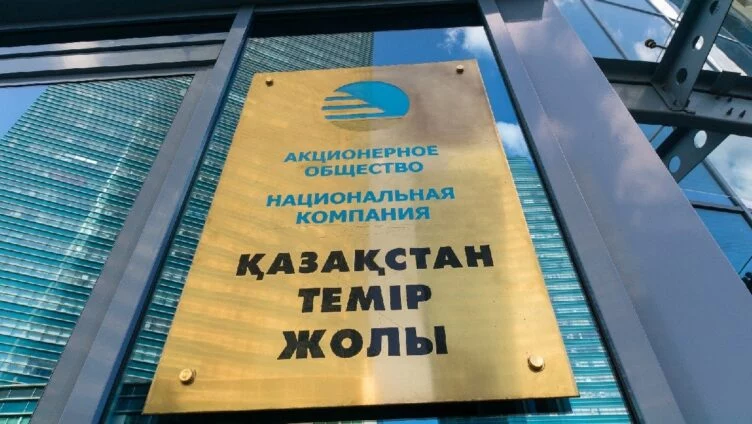 АКЦИОНЕРНОЕ
ОБЩЕСТВО
НАЦИОНАЛЬНАЯ
КОМПАНИЯ
ҚАЗАҚСТАН
ТЕМІР
ЖОЛЫ